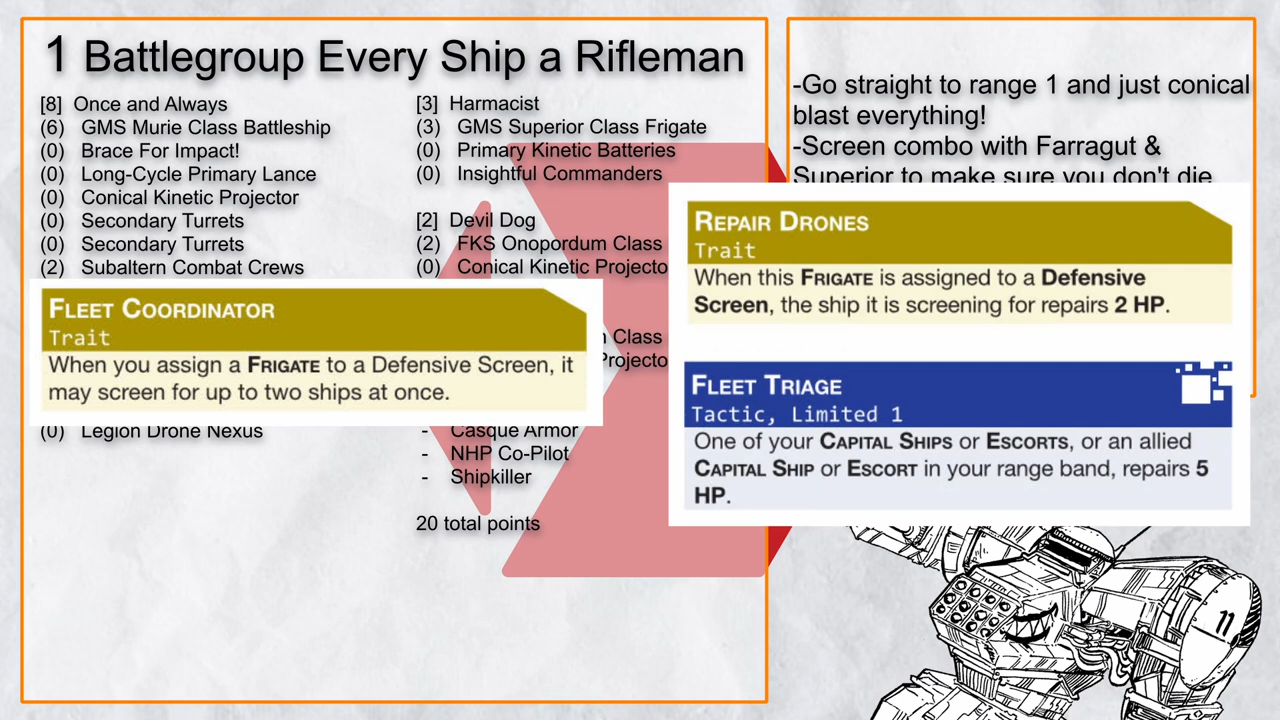 1 Battlegroup Every Ship a Rifleman
[8] Once and Always
(6) GMS Murie Class Battleship
(0) Brace For Impact!
(0) Long-Cycle Primary Lance
(0) Conical Kinetic Projector
(0) Secondary Turrets
(0) Secondary Turrets
(2) Subaltern Combat Crews
FLEET COORDINATOR
Trait
When you assign a FRIGATE to a Defensive Screen, it
may screen for up to two ships at once.
(0) Legion Drone Nexus
[3] Harmacist
(3) GMS Superior Class Frigate
(0) Primary Kinetic Batteries
(0) Insightful Commanders
[2] Devil Dog
(2) FKS Onopordum Class
(0) Conical Kinetic Projecto
Class
Projecto
- Casque Armor
- NHP Co-Pilot
- Shipkiller
20 total points
-Go straight to range 1 and just conical
blast everything!
-Screen combo with Farragut &
Superior to make sure you don't die
REPAIR DRONES
Trait
When this FRIGATE is assigned to a Defensive
Screen, the ship it is screening for repairs 2 HP.
FLEET TRIAGE
Tactic, Limited 1
One of your CAPITAL SHIPS or ESCORTS, or an allied
CAPITAL SHIP or ESCORT in your range band, repairs 5
HP.
11